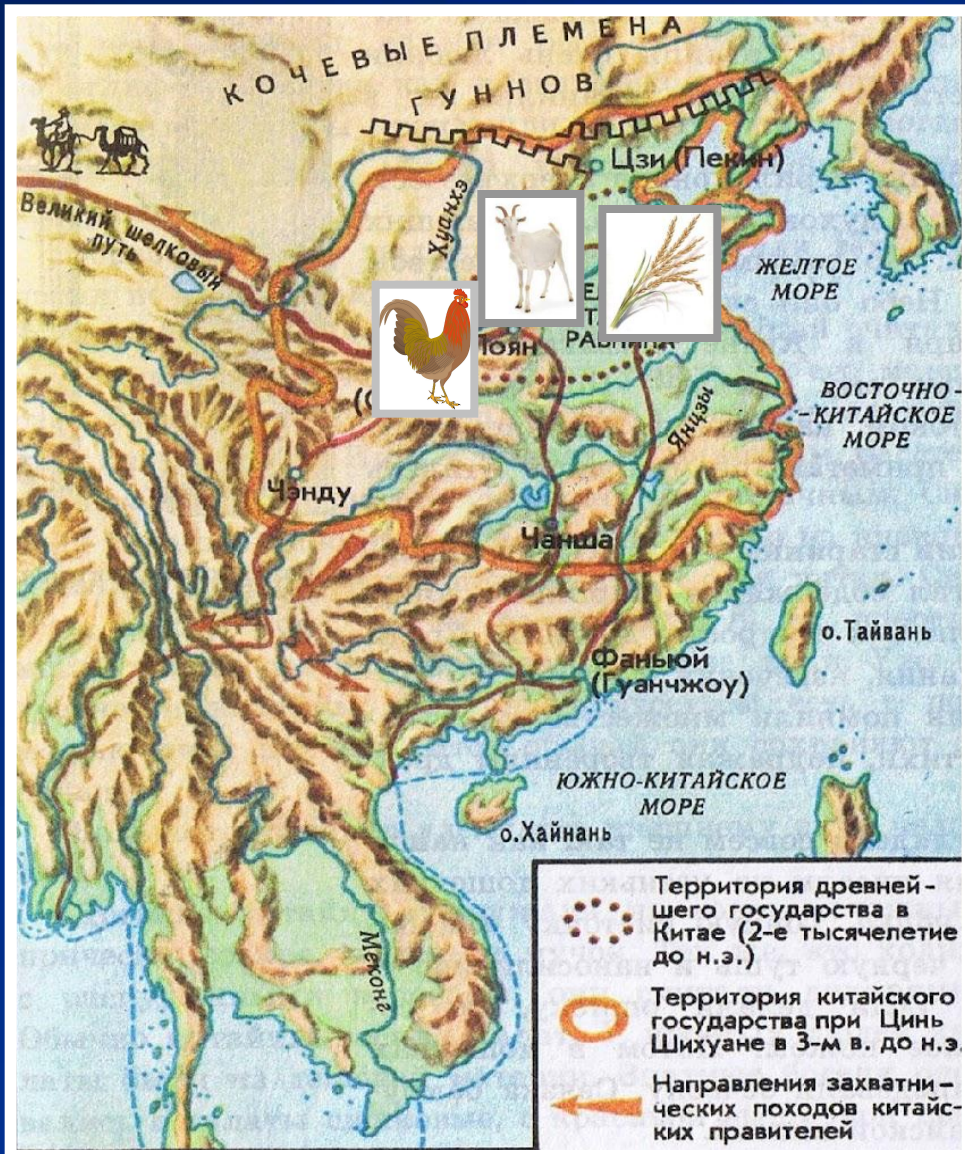 КОЧЕВЫЕ ПЛЕМЕНА
ГУННОВ
Цзи (Пекин)
Великий шелковый
путь
Хуанхэ
ЖЕЛТОЕ
МОРЕ
РАВНИНА
ВОСТОЧНО-
-КИТАЙСКОЕ
МОРЕ
Янцзы
Чэнду
Чанша
о.Тайвань
Фаньюй
(Гуанчжоу)
ЮЖНО-КИТАЙСКОЕ
МОРЕ
о.Хайнань
Меконг
Территория древней-
шего государства в
Китае (2-е тысячелетие
до н.э.)
Территория китайского
государства при Цинь
Шихуане в 3-м в. до н.э.
Направления захватни-
ческих походов китайс-
ких правителей